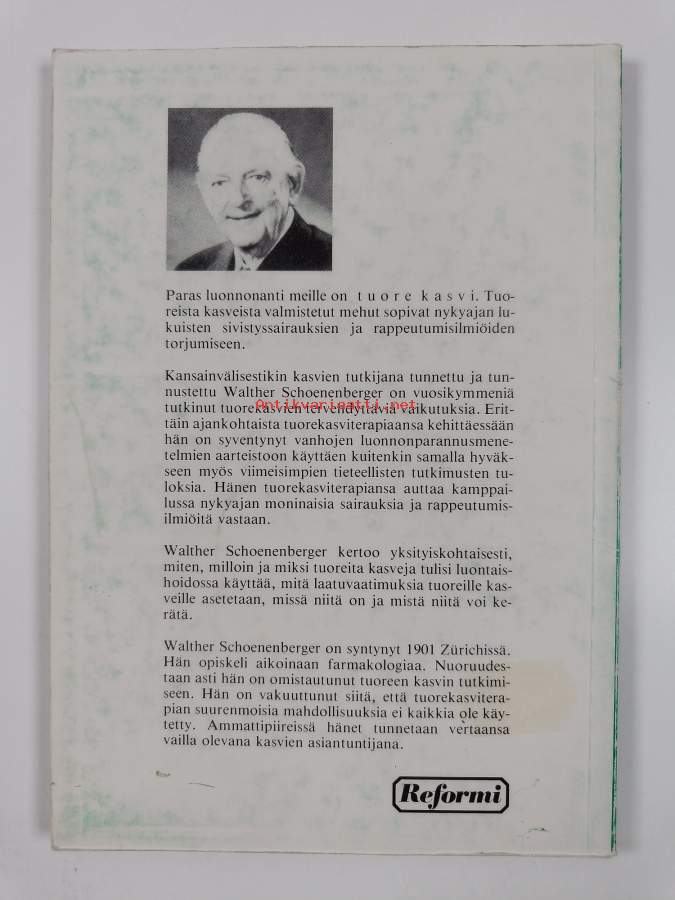 Paras luonnonanti meille on t u o r e k a s v i. Tuo-
reista kasveista valmistetut mehut sopivat nykyajan lu-
kuisten sivistyssairauksien ja rappeutumisilmiöiden
torjumiseen.
Kansainvälisestikin kasvien tutkijana tunnettu ja tun-
nustettu Walther Schoenenberger on vuosikymmeniä
Antikvariaatti.net
tutkinut tuorekasvien tervehdyttäviä vaikutuksia. Erit-
täin ajankohtaista tuorekasviterapiaansa kehittäessään
hän on syventynyt vanhojen luonnonparannusmene-
telmien aarteistoon käyttäen kuitenkin samalla hyväk-
seen myös viimeisimpien tieteellisten tutkimusten tu-
loksia. Hänen tuorekasviterapiansa auttaa kamppai-
lussa nykyajan moninaisia sairauksia ja rappeutumis-
ilmiöitä vastaan.
Walther Schoenenberger kertoo yksityiskohtaisesti,
miten, milloin ja miksi tuoreita kasveja tulisi luontais-
hoidossa käyttää, mitä laatuvaatimuksia tuoreille kas-
veille asetetaan, missä niitä on ja mistä niitä voi ke-
rätä.
Walther Schoenenberger on syntynyt 1901 Zürichissä.
Hän opiskeli aikoinaan farmakologiaa. Nuoruudes-
taan asti hän on omistautunut tuoreen kasvin tutkimi-
seen. Hän on vakuuttunut siitä, että tuorekasvitera-
pian suurenmoisia mahdollisuuksia ei kaikkia ole käy-
tetty. Ammattipiireissä hänet tunnetaan vertaansa
vailla olevana kasvien asiantuntijana.
Reformi